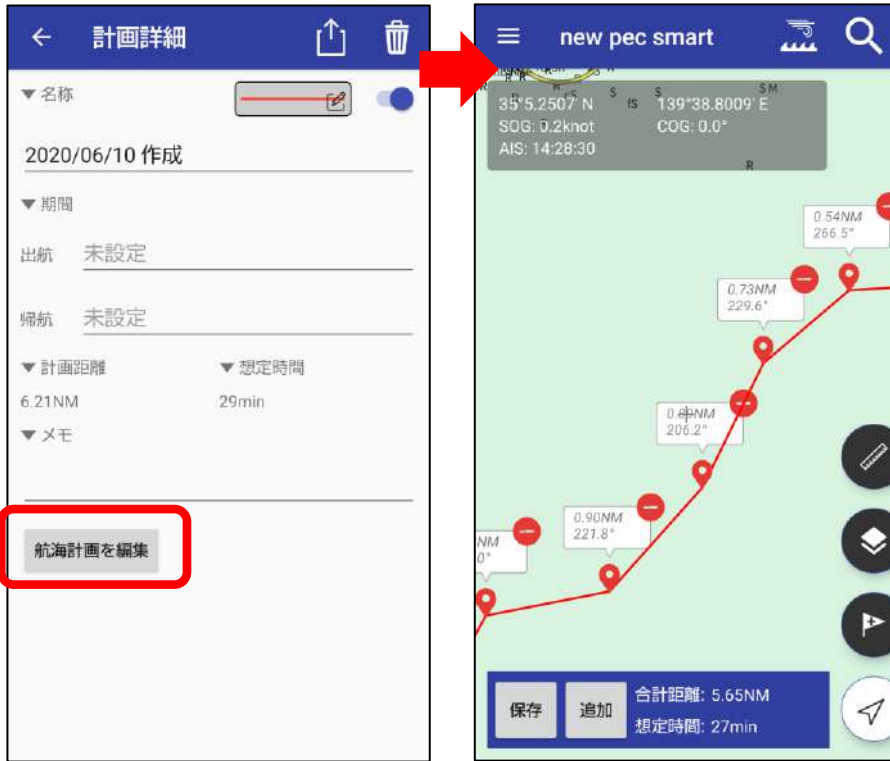 計画詳細
▼名称
2020/06/10 作成
▼期間
出航 未設定
帰航 未設定
▼計画距離 ▼想定時間
6.21NM 29min
▼メモ
航海計画を編集
new pec smart
35°5.2507' N 139°38.8009' E
SOG: 0.2knot COG: 0.0°
AIS: 14:28:30
S S SM
IS
R
0.54NM
266.5°
0.73NM
229.6°
206.2°
0.90NM
221.8°
NM
0°
保存 追加 合計距離: 5.65NM
想定時間: 27min